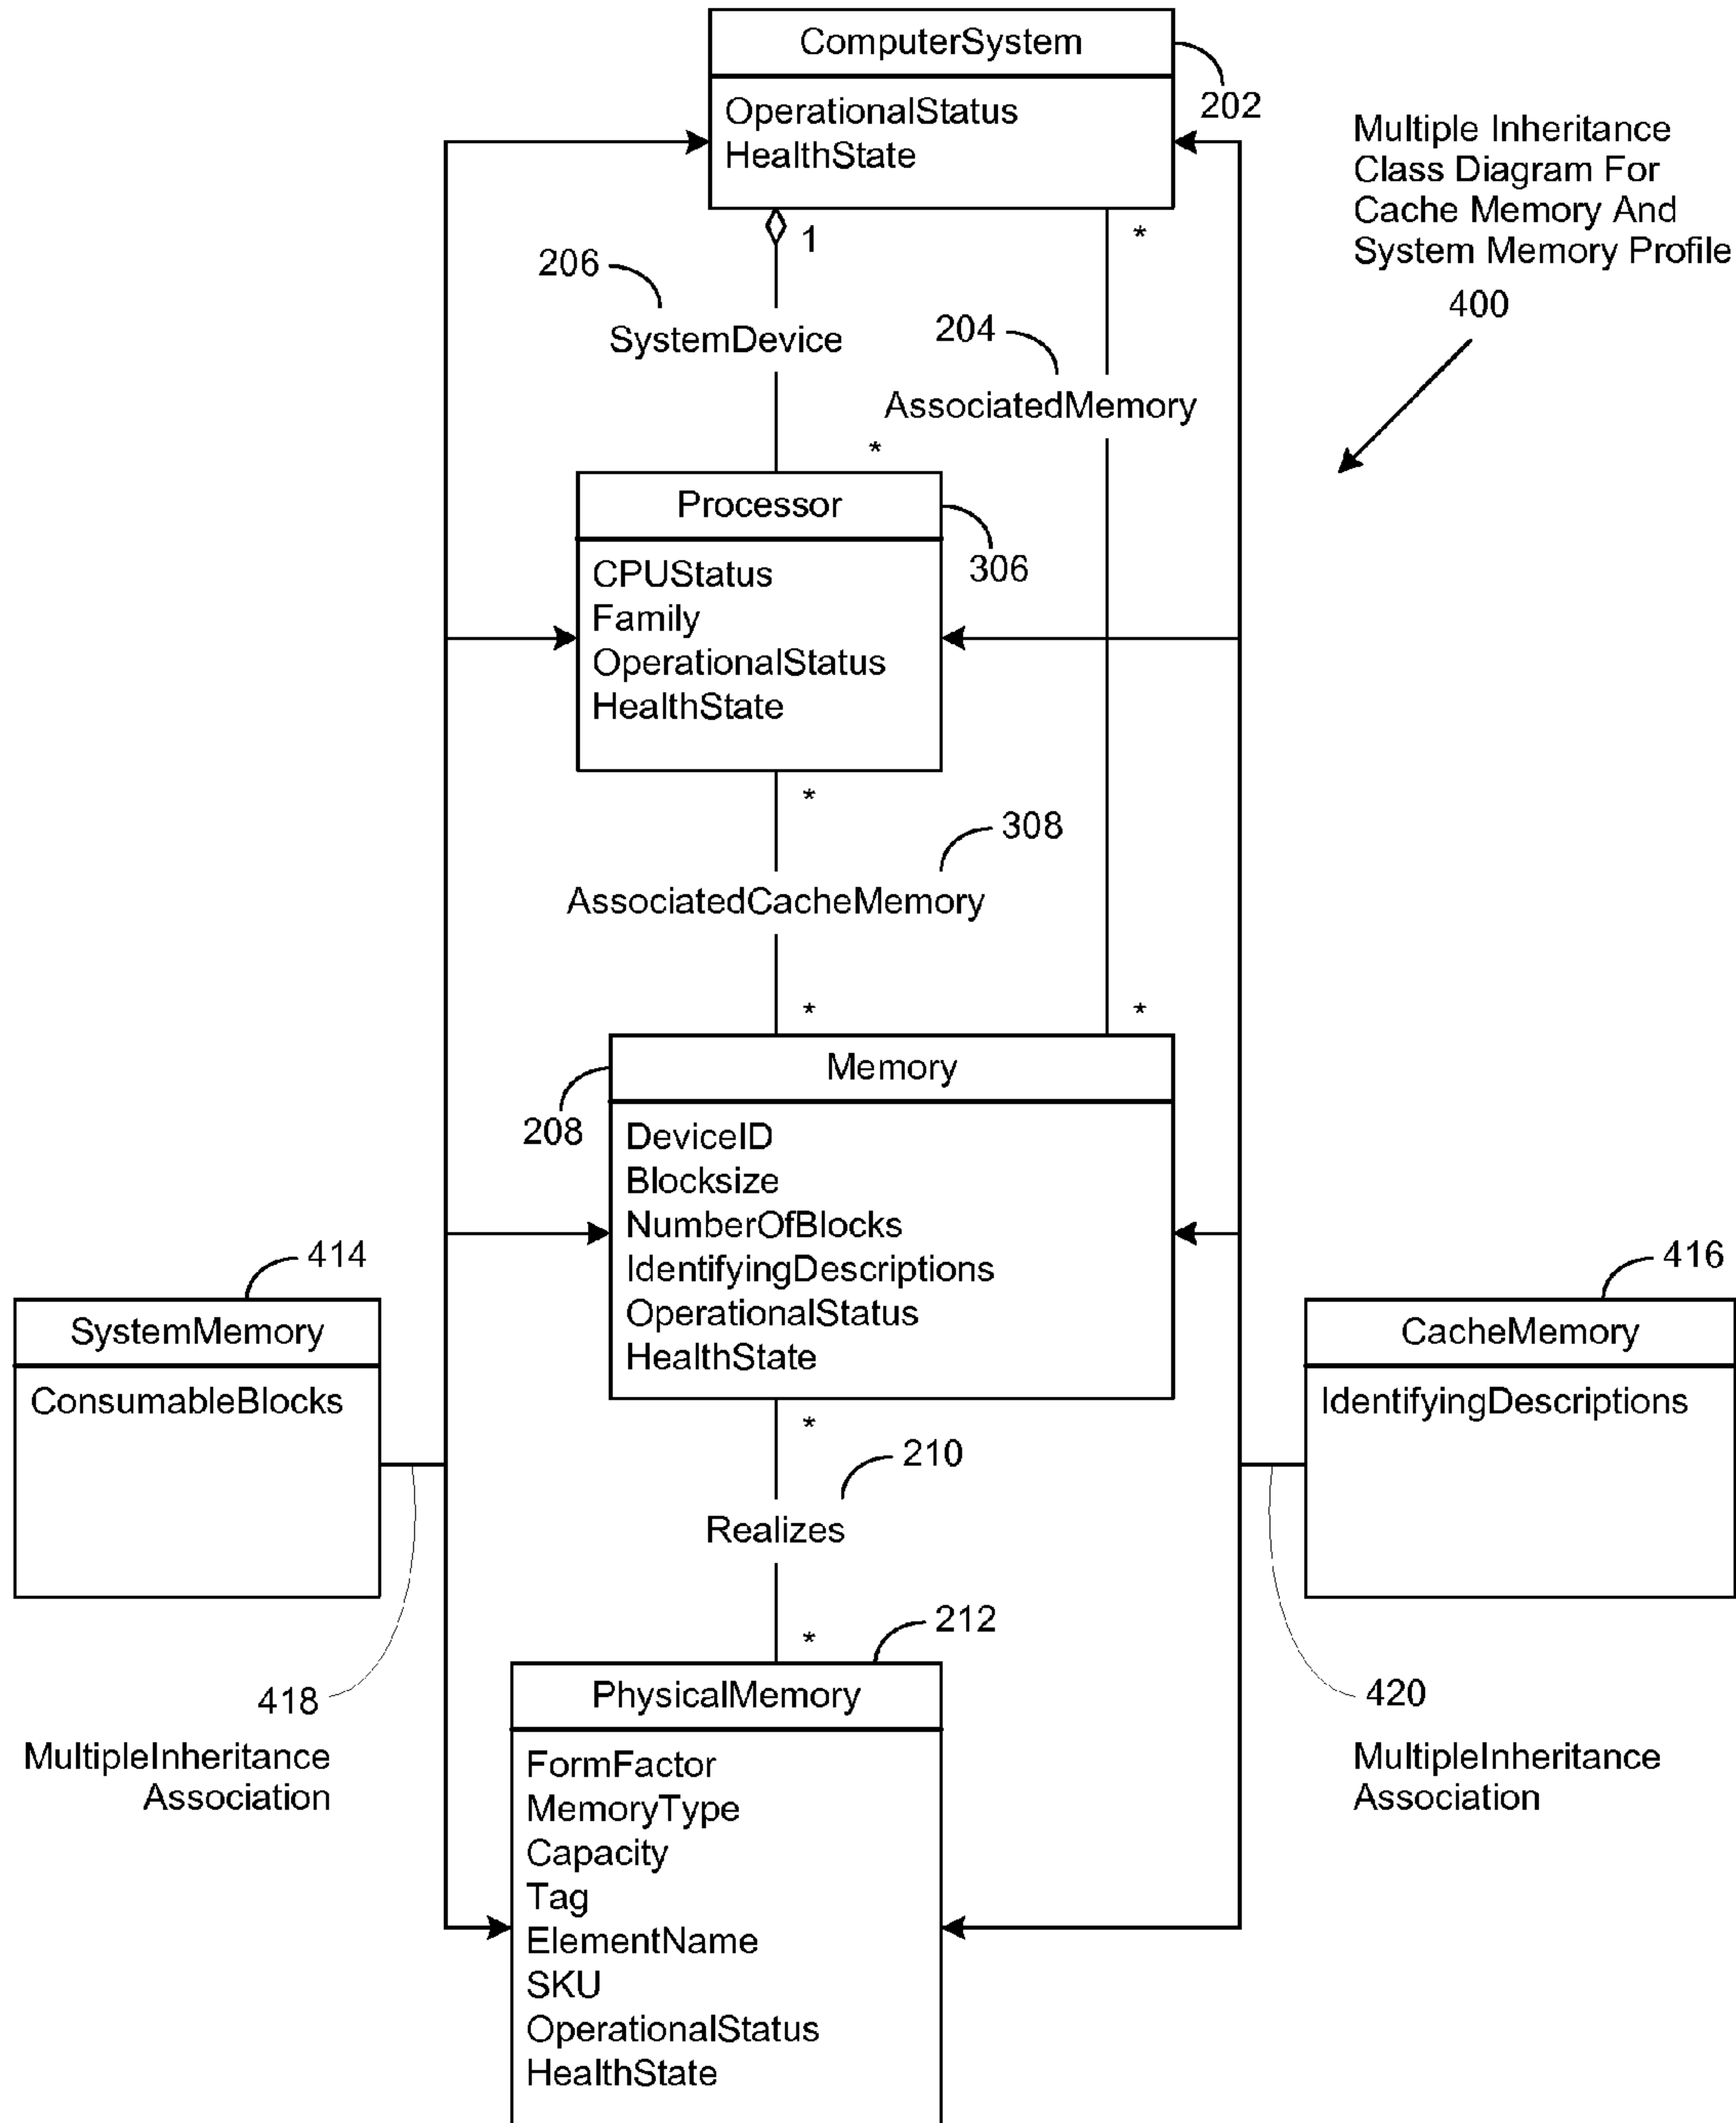 ComputerSystem
OperationalStatus
HealthState
202
Multiple Inheritance
Class Diagram For
Cache Memory And
System Memory Profile
400
1
*
206
SystemDevice
204
AssociatedMemory
*
Processor
CPUStatus
Family
OperationalStatus
HealthState
306
*
308
AssociatedCacheMemory
*
*
Memory
208
DeviceID
Blocksize
NumberOfBlocks
IdentifyingDescriptions
OperationalStatus
HealthState
414
SystemMemory
ConsumableBlocks
416
CacheMemory
IdentifyingDescriptions
*
210
Realizes
*
212
PhysicalMemory
FormFactor
MemoryType
Capacity
Tag
ElementName
SKU
OperationalStatus
HealthState
418
MultipleInheritance
Association
420
MultipleInheritance
Association